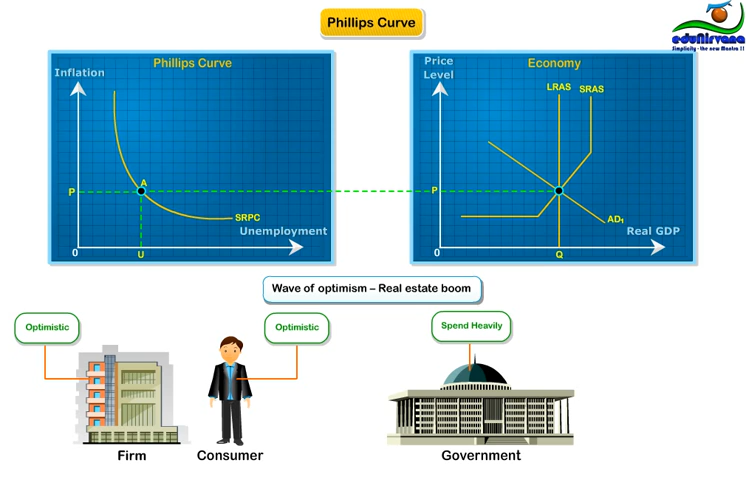 Phillips Curve
eduNirvana
Simplicity - the new Mantra !!
Phillips Curve
Inflation
P
A
SRPC
Unemployment
0
U
Economy
Price
Level
LRAS
SRAS
P
AD1
Real GDP
0
Q
Wave of optimism – Real estate boom
Optimistic
Optimistic
Spend Heavily
Firm
Consumer
Government